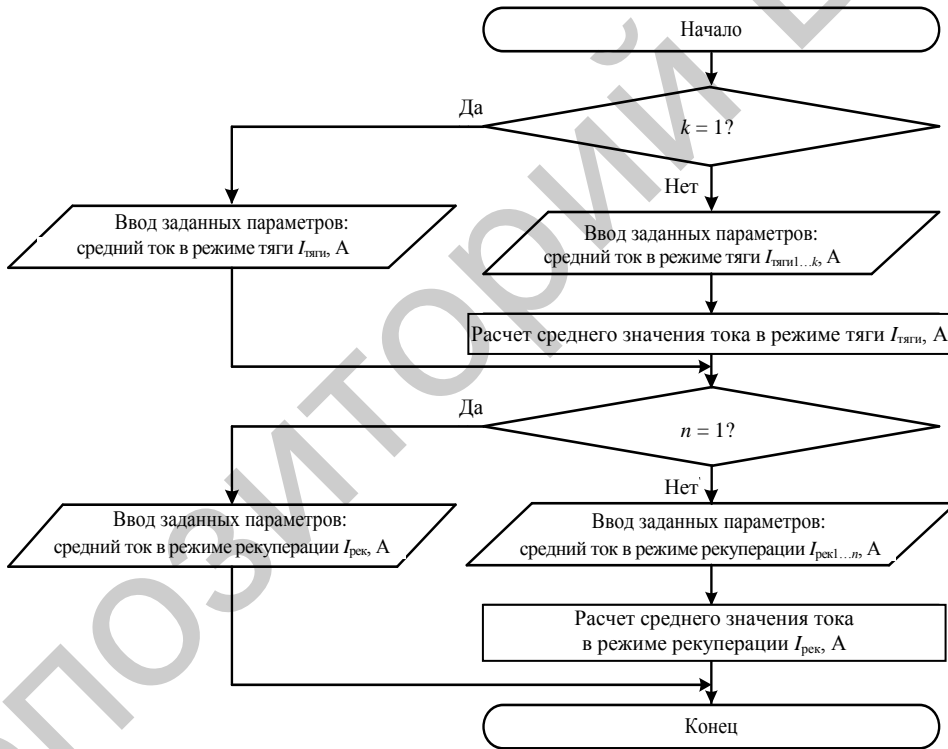 Начало
Да
k = 1?
Нет
Ввод заданных параметров:
средний ток в режиме тяги Iтяги, А
Ввод заданных параметров:
средний ток в режиме тяги Iтяги1…k, А
Расчет среднего значения тока в режиме тяги Iтяги, А
Да
n = 1?
Нет
Ввод заданных параметров:
средний ток в режиме рекуперации Iрек, А
Ввод заданных параметров:
средний ток в режиме рекуперации Iрек1…n, А
Расчет среднего значения тока
в режиме рекуперации Iрек, А
Конец
позиторий